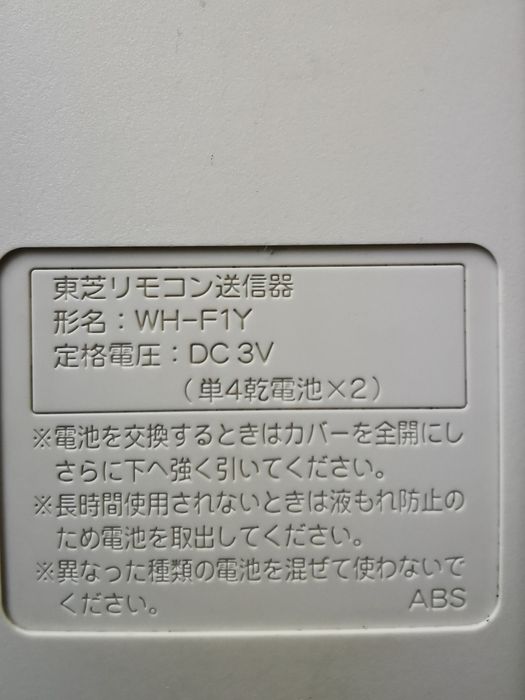 東芝リモコン送信器
形名：WH-F1Y
定格電圧：DC3V
（単4乾電池×2）
※電池を交換するときはカバーを全開にし
さらに下へ強く引いてください。
※長時間使用されないときは液もれ防止の
ため電池を取出してください。
※異なった種類の電池を混ぜて使わないで
ください。
ABS